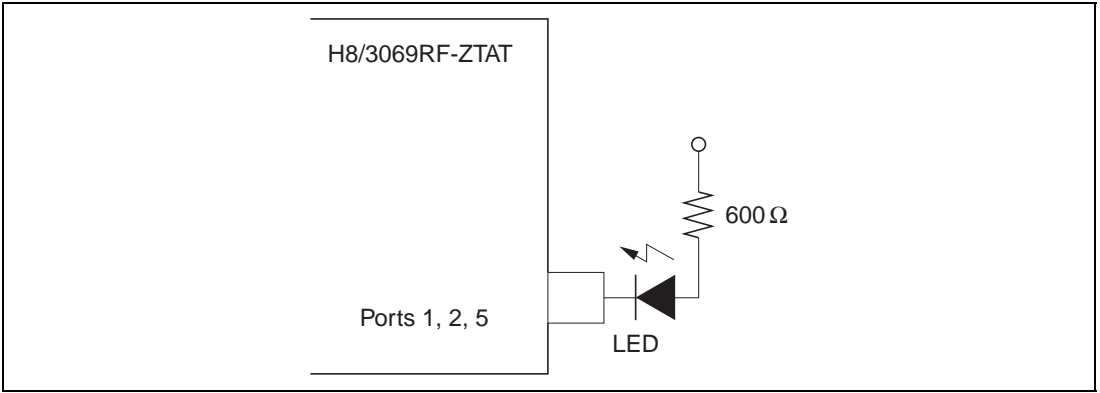 H8/3069RF-ZTAT
600 Ω
Ports 1, 2, 5
LED